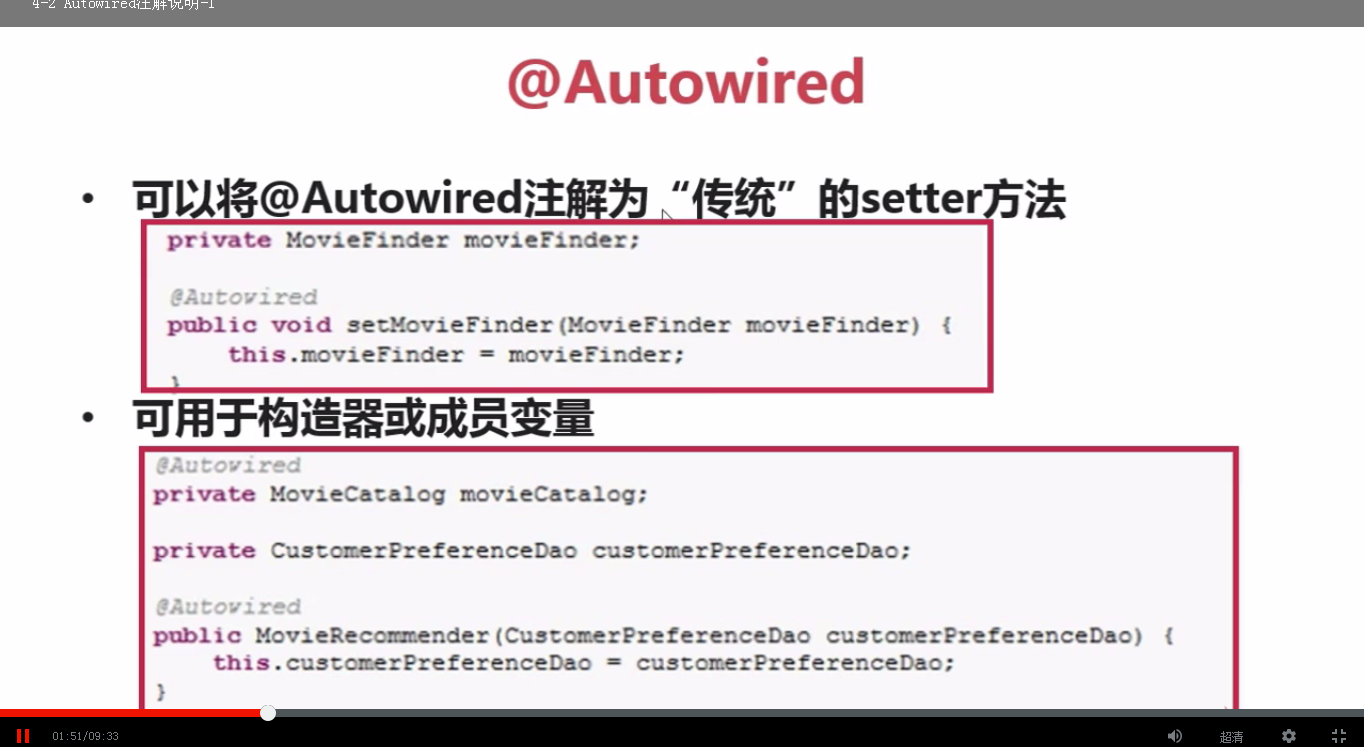 4-2 Autowired注解说明-1
@Autowired
• 可以将@Autowired注解为“传统”的setter方法
private MovieFinder movieFinder;
@Autowired
public void setMovieFinder(MovieFinder movieFinder) {
this.movieFinder = movieFinder;
}
• 可用于构造器或成员变量
@Autowired
private MovieCatalog movieCatalog;
private CustomerPreferenceDao customerPreferenceDao;
@Autowired
public MovieRecommender(CustomerPreferenceDao customerPreferenceDao) {
this.customerPreferenceDao = customerPreferenceDao;
}
01:51/09:33
超清